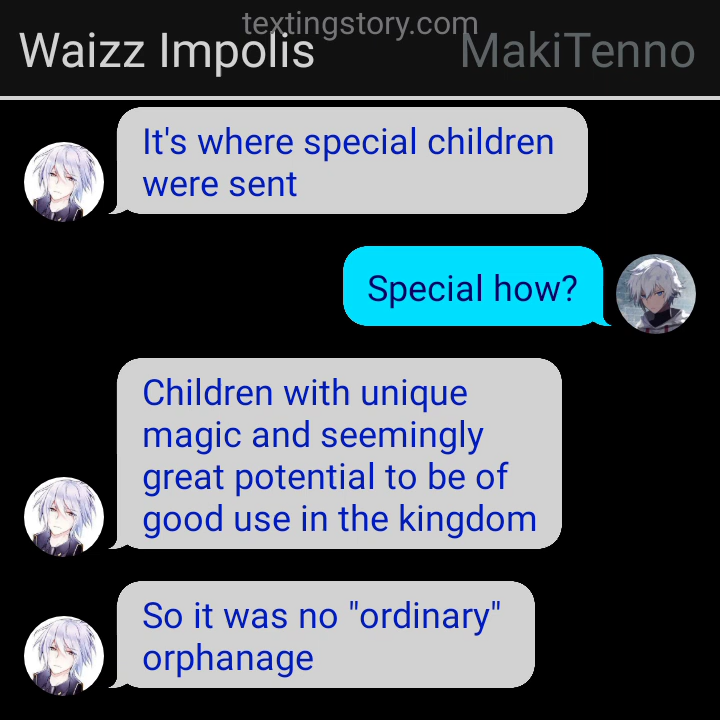 textingstory.com
Waizz Impolis
MakiTenno
It's where special children
were sent
Special how?
Children with unique
magic and seemingly
great potential to be of
good use in the kingdom
So it was no "ordinary"
orphanage